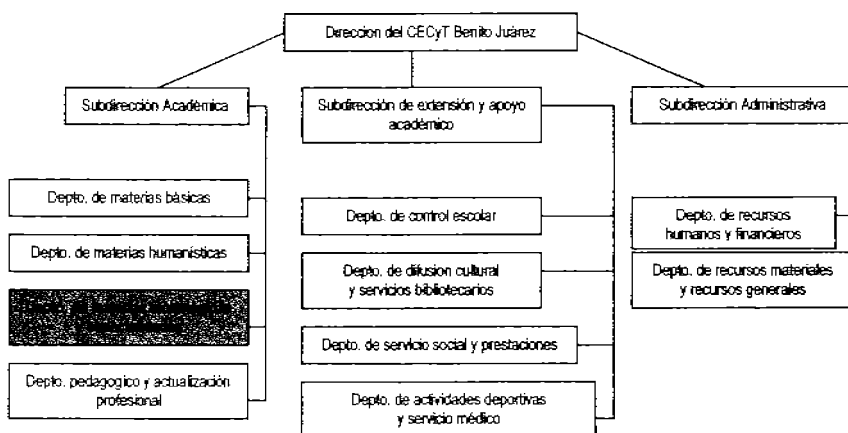 Direccion del CECyT Benito Juárez
Subdirección Académica
Subdirección de extensión y apoyo
académico
Subdirección Administrativa
Depto. de materias básicas
Depto. de materias humanísticas
Depto. pedagogico y actualización
profesional
Depto. de control escolar
Depto. de difusion cultural
y servicios bibliotecarios
Depto. de servicio social y prestaciones
Depto. de actividades deportivas
y servicio médico
Depto. de recursos
humanos y financieros
Depto. de recursos materiales
y recursos generales